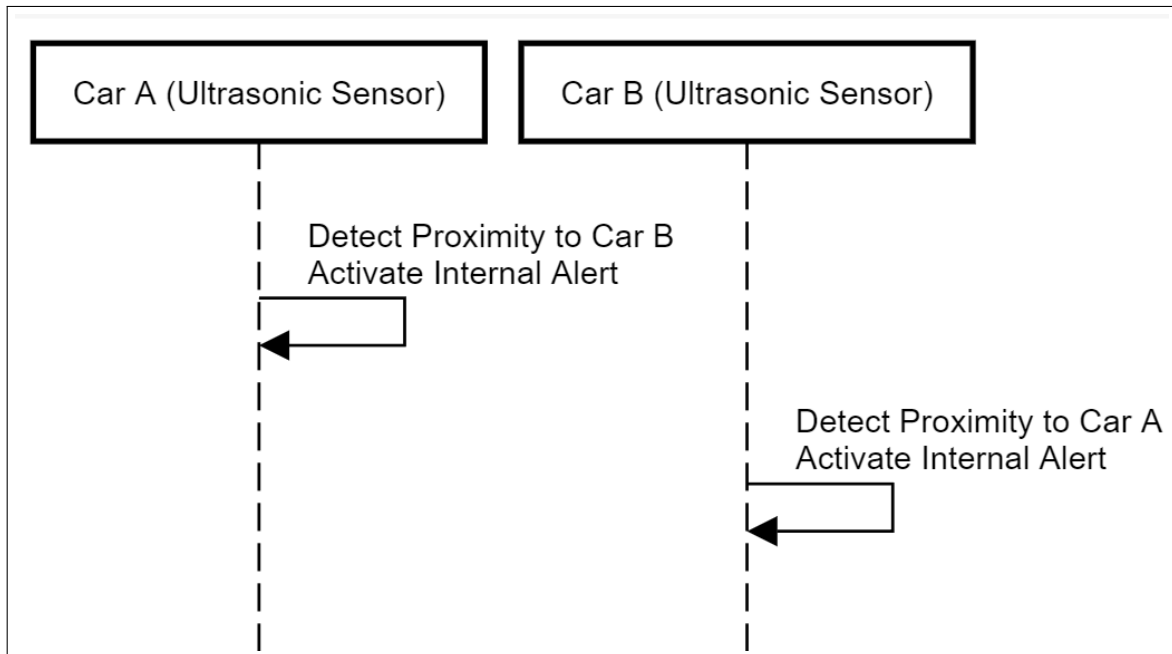 Car A (Ultrasonic Sensor)
Car B (Ultrasonic Sensor)
Detect Proximity to Car B
Activate Internal Alert
Detect Proximity to Car A
Activate Internal Alert